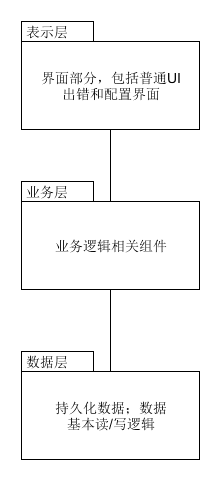 表示层
界面部分，包括普通UI
出错和配置界面
业务层
业务逻辑相关组件
数据层
持久化数据；数据
基本读/写逻辑